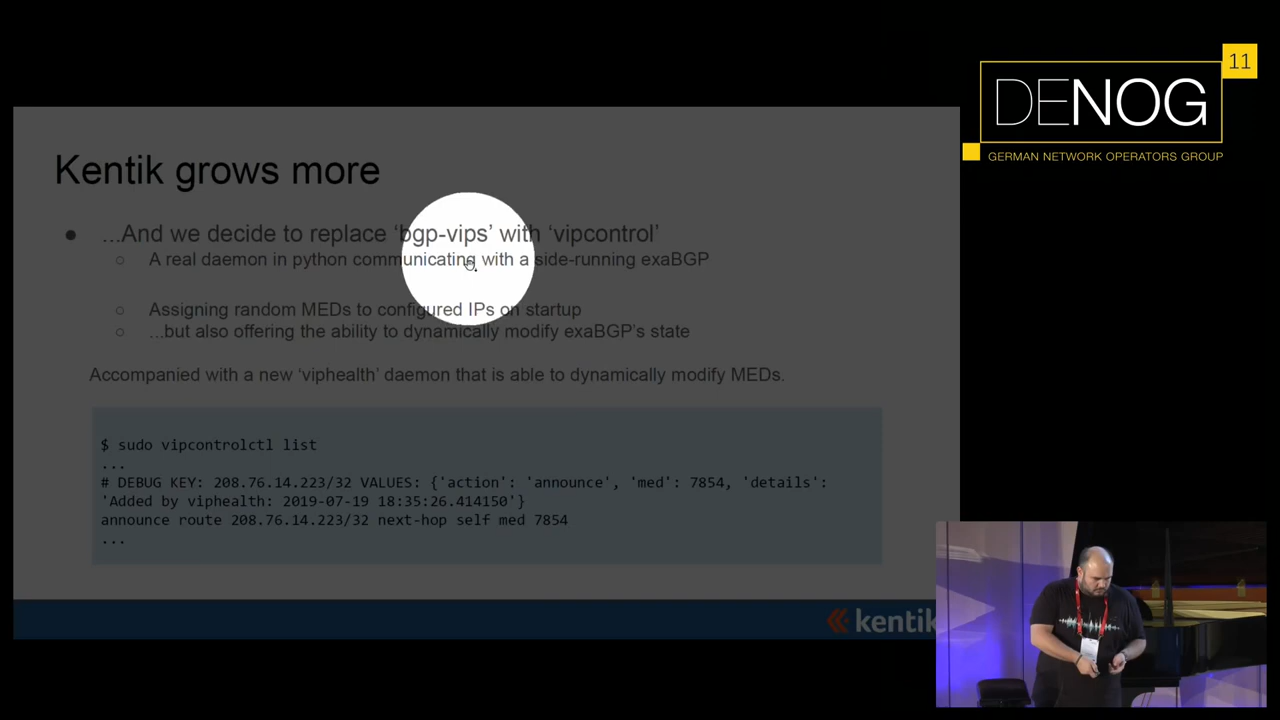 11
DENOG
GERMAN NETWORK OPERATORS GROUP
Kentik grows more
● ...And we decide to replace ‘bgp-vips’ with ‘vipcontrol’
○ A real daemon in python communicating with a side-running exaBGP
○ Assigning random MEDs to configured IPs on startup
○ ...but also offering the ability to dynamically modify exaBGP’s state
Accompanied with a new ‘viphealth’ daemon that is able to dynamically modify MEDs.
$ sudo vipcontrolctl list
...
# DEBUG KEY: 208.76.14.223/32 VALUES: {'action': 'announce', 'med': 7854, 'details':
'Added by viphealth: 2019-07-19 18:35:26.414150'}
announce route 208.76.14.223/32 next-hop self med 7854
...
kentik